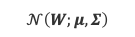 𝒩(𝑾; 𝝁, 𝜮)